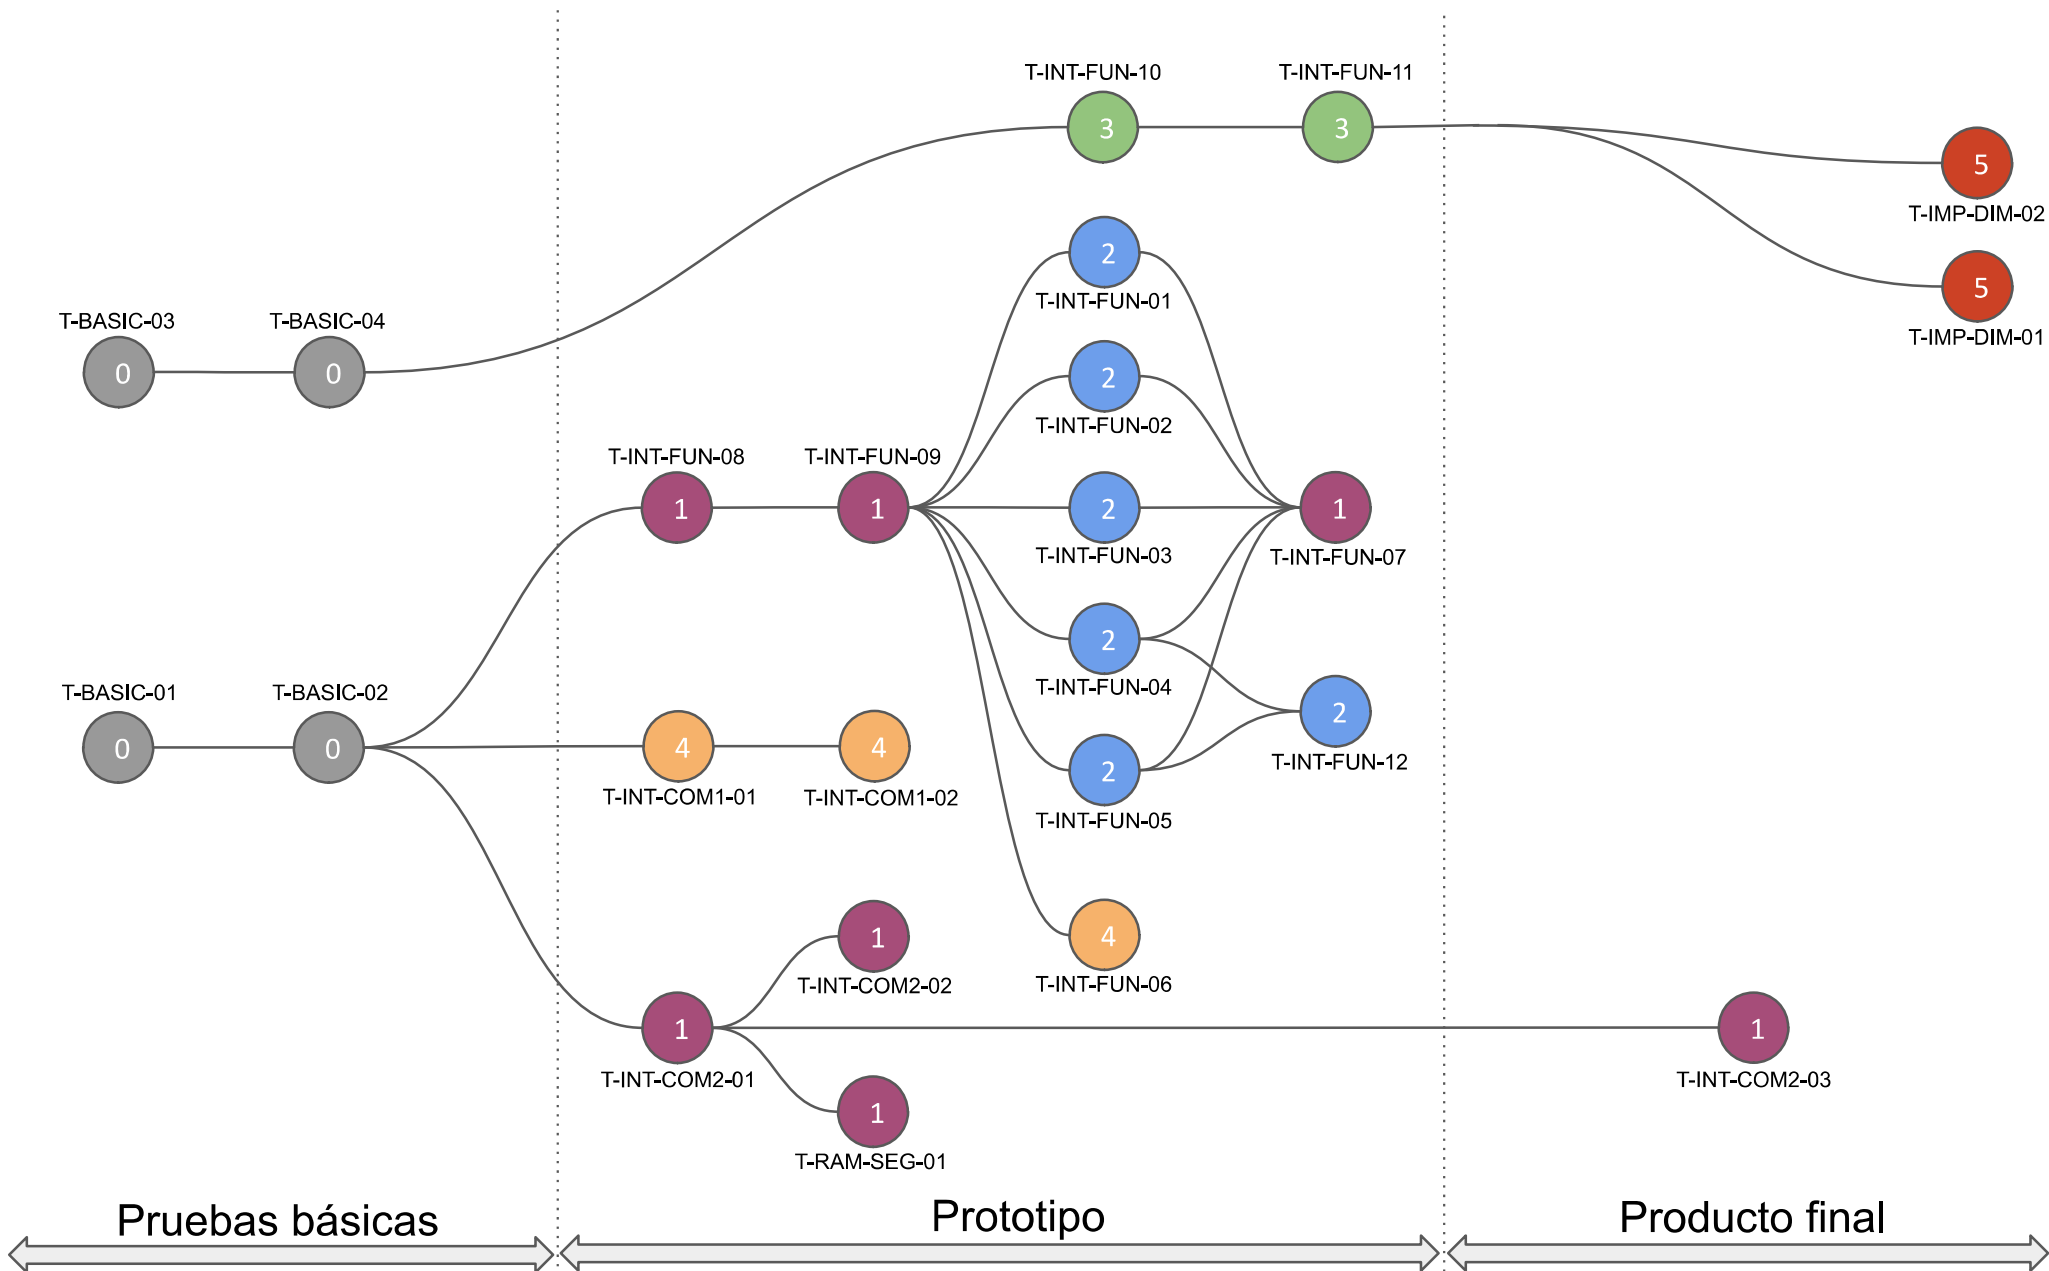 T-INT-FUN-10
T-INT-FUN-11
3
3
5
T-IMP-DIM-02
2
T-INT-FUN-01
5
T-IMP-DIM-01
T-BASIC-03
T-BASIC-04
0
0
2
T-INT-FUN-02
T-INT-FUN-08
T-INT-FUN-09
1
1
2
1
T-INT-FUN-03
T-INT-FUN-07
2
T-INT-FUN-04
T-BASIC-01
T-BASIC-02
0
0
4
4
2
T-INT-COM1-01
T-INT-COM1-02
T-INT-FUN-12
2
T-INT-FUN-05
1
T-INT-COM2-02
4
T-INT-FUN-06
1
T-INT-COM2-01
1
T-INT-COM2-03
1
T-RAM-SEG-01
Pruebas básicas
Prototipo
Producto final